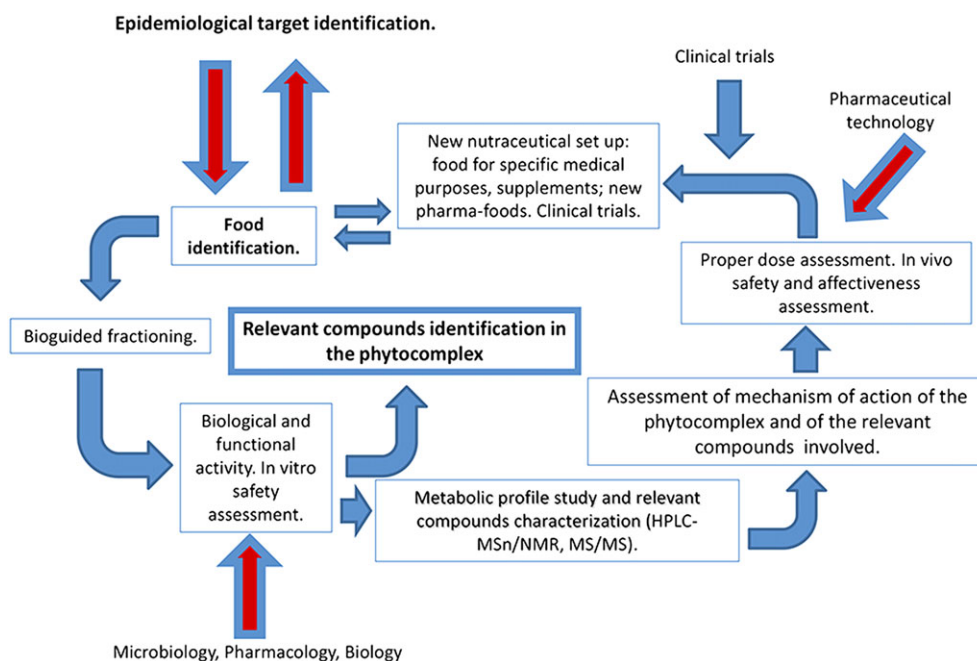 Epidemiological target identification.
Clinical trials
Pharmaceutical
technology
New nutraceutical set up:
food for specific medical
purposes, supplements; new
pharma-foods. Clinical trials.
Food
identification.
Proper dose assessment. In vivo
safety and affectiveness
assessment.
Bioguided fractioning.
Relevant compounds identification in
the phytocomplex
Assessment of mechanism of action of the
phytocomplex and of the relevant
compounds involved.
Biological and
functional
activity. In vitro
safety
assessment.
Metabolic profile study and relevant
compounds characterization (HPLC-
MSn/NMR, MS/MS).
Microbiology, Pharmacology, Biology